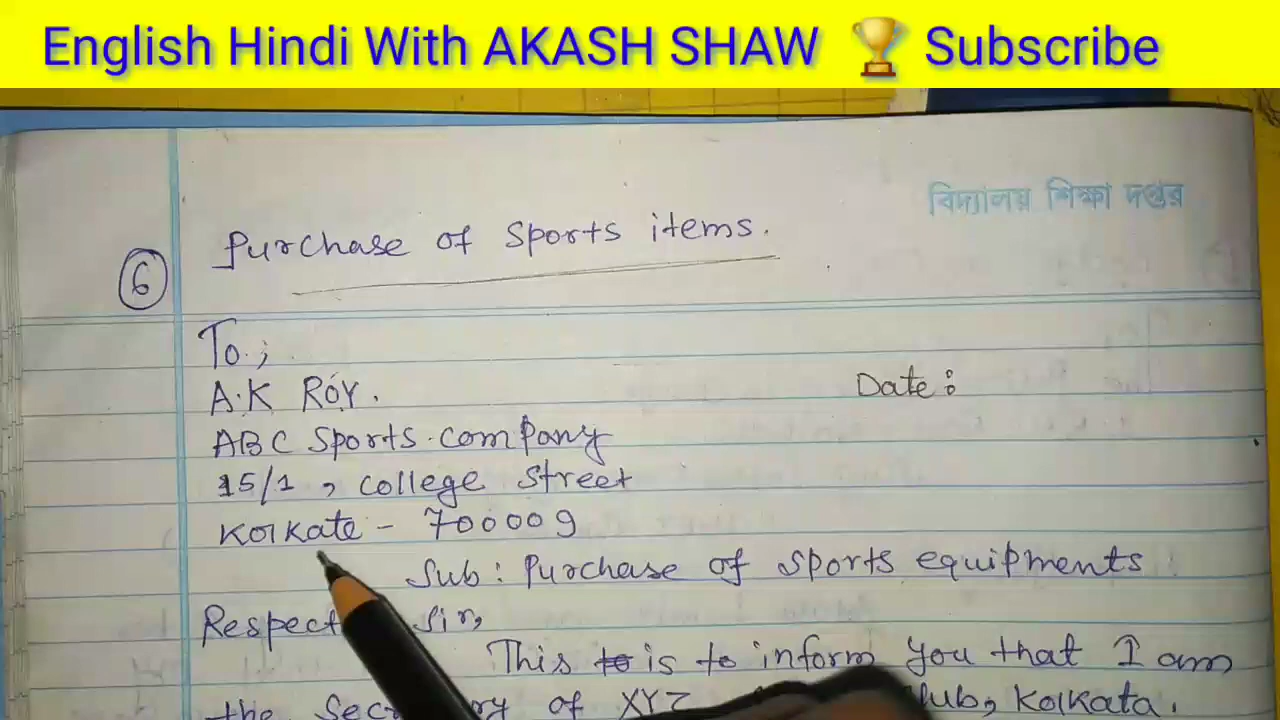 English Hindi With AKASH SHAW 🏆 Subscribe
বিদ্যালয় শিক্ষা দপ্তর
Purchase of sports items.
6
To.,
A.K ROY.
Date:
ABC Sports.company
15/1, college street
Kolkate - 700009
Sub: Purchase of sports equipments
Respect Sir,
This to is to inform you that I am
the of XYZ Kolkata.